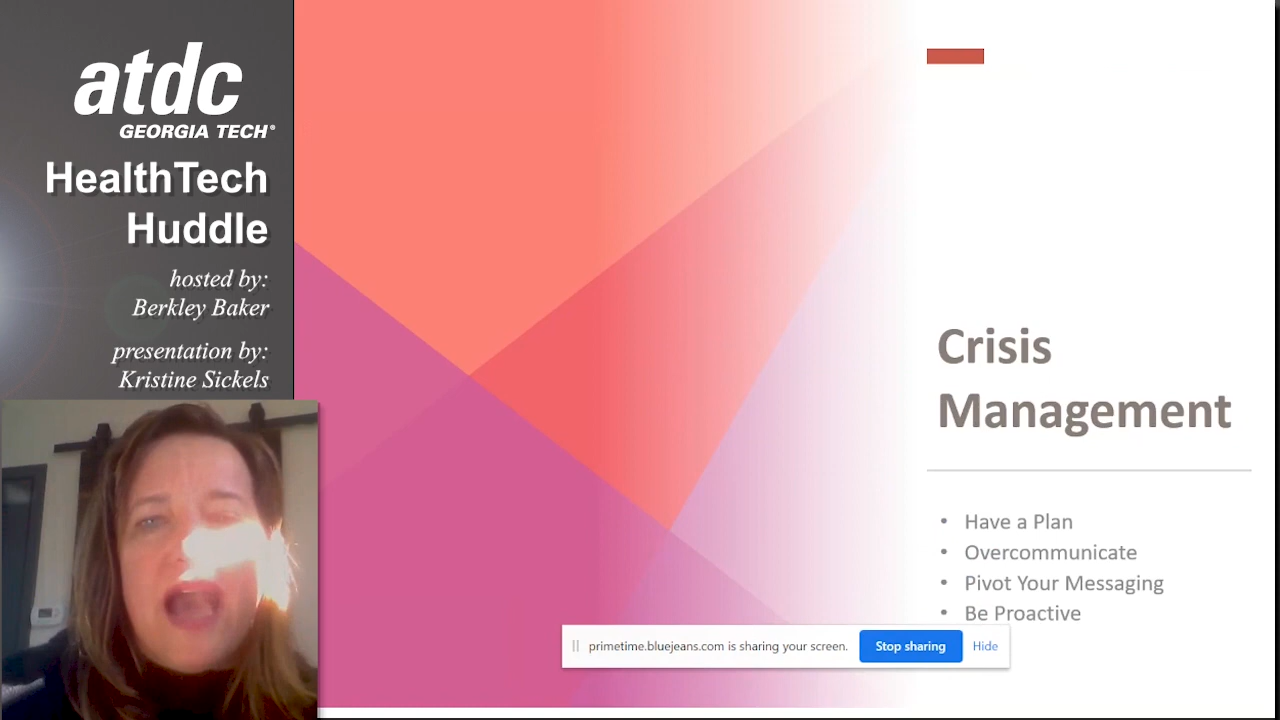 atdc
GEORGIA TECH®
HealthTech
Huddle
hosted by:
Berkley Baker
presentation by:
Kristine Sickels
Crisis
Management
• Have a Plan
• Overcommunicate
• Pivot Your Messaging
• Be Proactive
primetime.bluejeans.com is sharing your screen.
Stop sharing
Hide